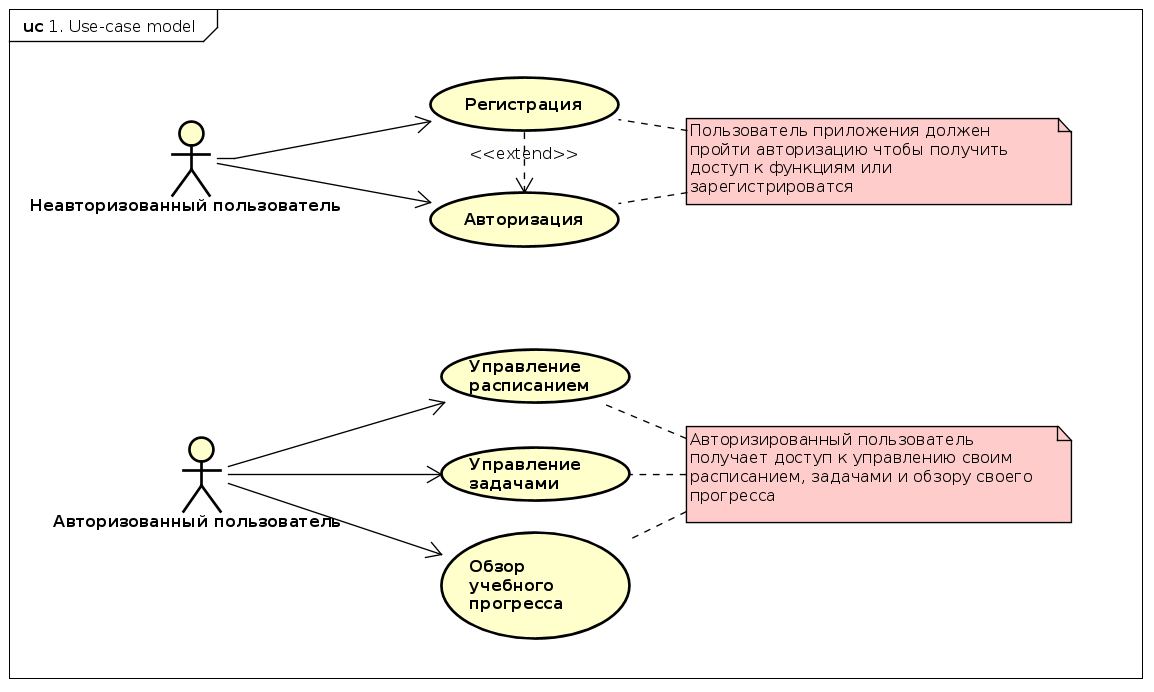 uc 1. Use-case model
Регистрация
<<extend>>
Авторизация
Неавторизованный пользователь
Пользователь приложения должен
пройти авторизацию чтобы получить
доступ к функциям или
зарегистрироватся
Управление
расписанием
Управление
задачами
Обзор
учебного
прогресса
Авторизованный пользователь
Авторизированный пользователь
получает доступ к управлению своим
расписанием, задачами и обзору своего
прогресса